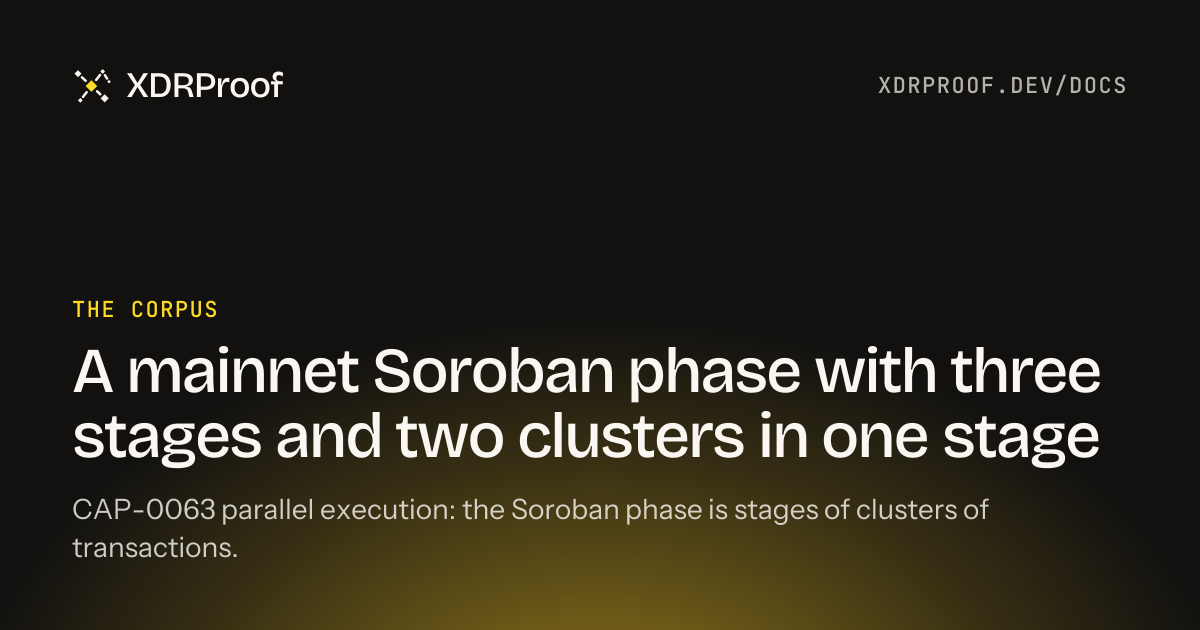 XDRProof
XDRPROOF.DEV/DOCS
THE CORPUS
A mainnet Soroban phase with three
stages and two clusters in one stage
CAP-0063 parallel execution: the Soroban phase is stages of clusters of
transactions.